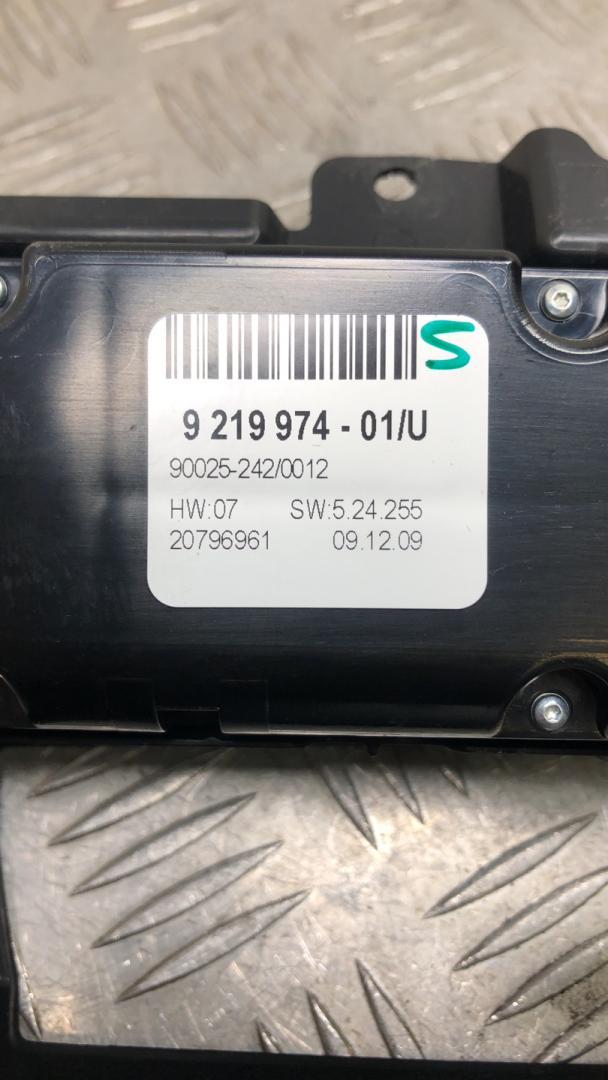 S
9 219 974 - 01/U
90025-242/0012
HW:07 SW:5.24.255
20796961 09.12.09